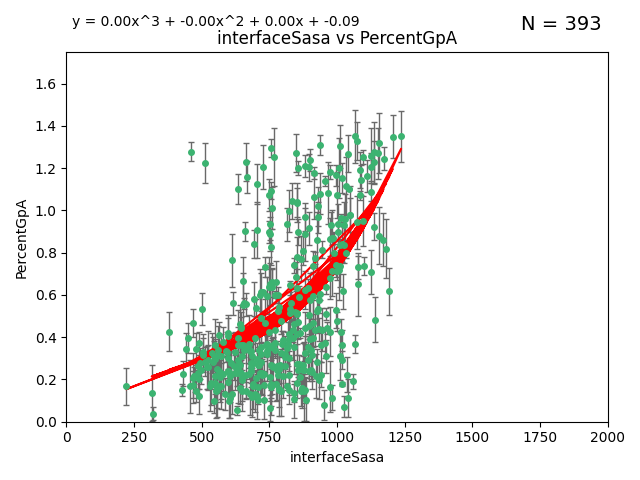 y = 0.00x^3 + -0.00x^2 + 0.00x + -0.09
N = 393
interfaceSasa vs PercentGpA
PercentGpA
1.6
1.4
1.2
1.0
0.8
0.6
0.4
0.2
0.0
0 250 500 750 1000 1250 1500 1750 2000
interfaceSasa